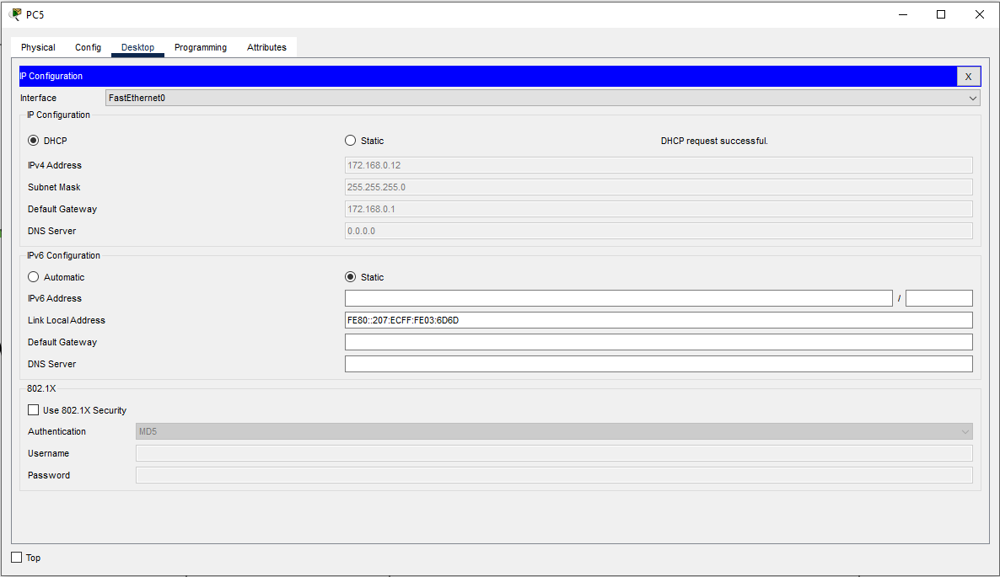 PC5
Physical Config Desktop Programming Attributes
IP Configuration X
Interface FastEthernet0
IP Configuration
DHCP Static DHCP request successful.
IPv4 Address 172.168.0.12
Subnet Mask 255.255.255.0
Default Gateway 172.168.0.1
DNS Server 0.0.0.0
IPv6 Configuration
Automatic Static
IPv6 Address /
Link Local Address FE80::207:ECFF:FE03:6D6D
Default Gateway
DNS Server
802.1X
Use 802.1X Security
Authentication MD5
Username
Password
Top